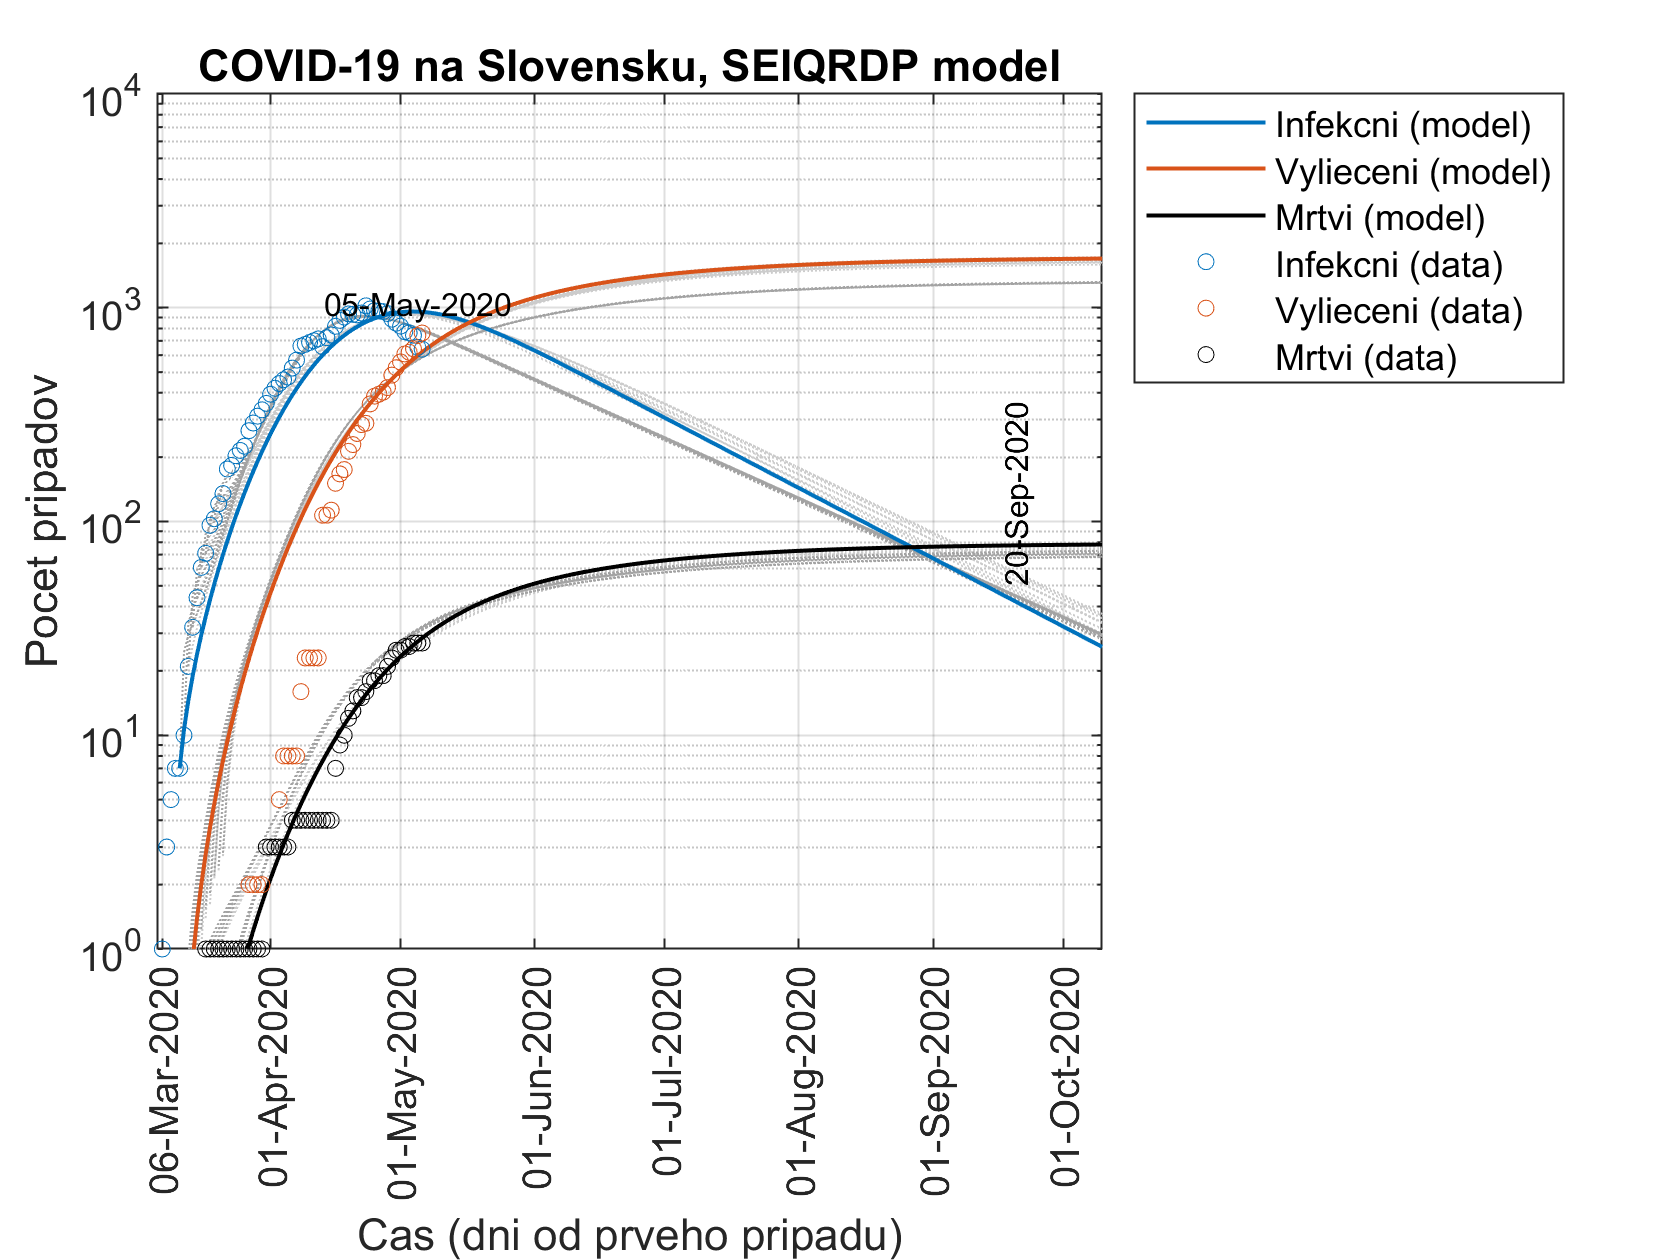 COVID-19 na Slovensku, SEIQRDP model
10^4
10^3
10^2
10^1
10^0
Pocet pripadov
05-May-2020
20-Sep-2020
06-Mar-2020
01-Apr-2020
01-May-2020
01-Jun-2020
01-Jul-2020
01-Aug-2020
01-Sep-2020
01-Oct-2020
Cas (dni od prveho pripadu)
Infekcni (model)
Vylieceni (model)
Mrtvi (model)
Infekcni (data)
Vylieceni (data)
Mrtvi (data)